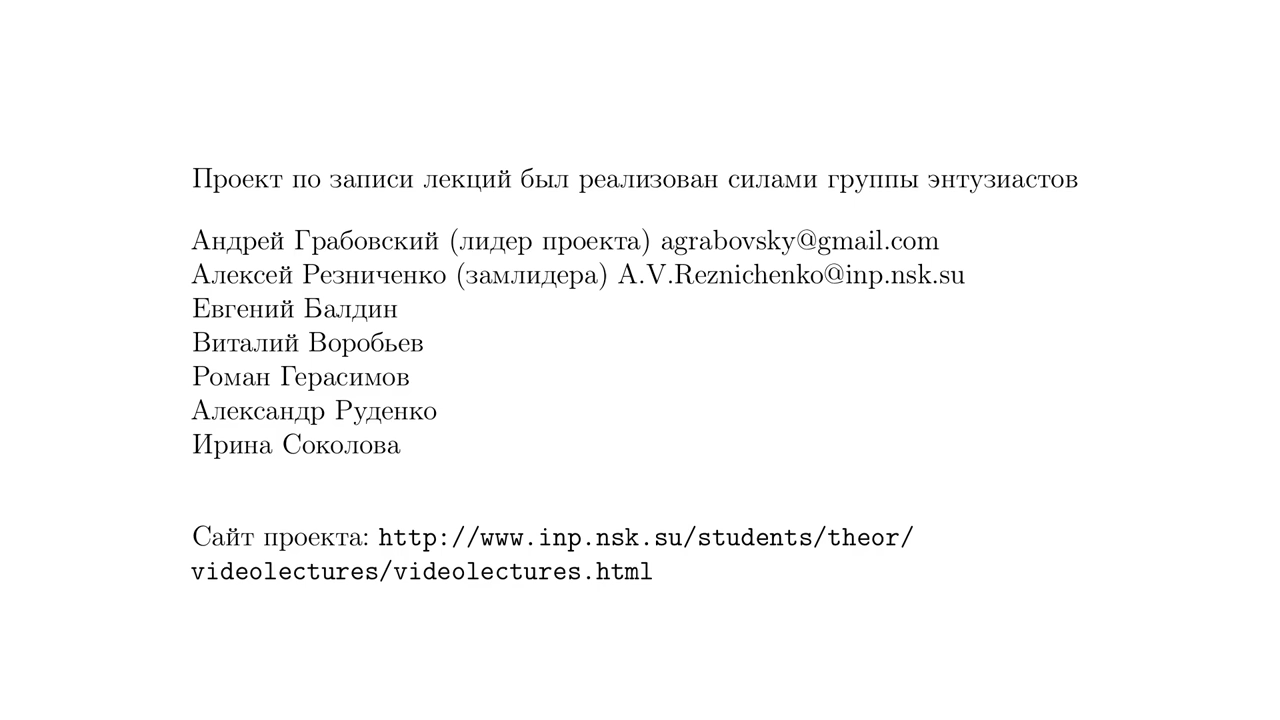 Проект по записи лекций был реализован силами группы энтузиастов
Андрей Грабовский (лидер проекта) agrabovsky@gmail.com
Алексей Резниченко (замлидера) A.V.Reznichenko@inp.nsk.su
Евгений Балдин
Виталий Воробьев
Роман Герасимов
Александр Руденко
Ирина Соколова
Сайт проекта: http://www.inp.nsk.su/students/theor/
videolectures/videolectures.html